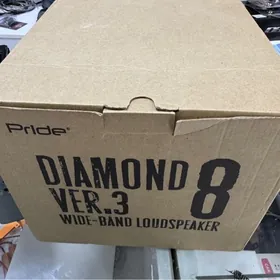 Pride®
DIAMOND 8
VER.3
WIDE-BAND LOUDSPEAKER